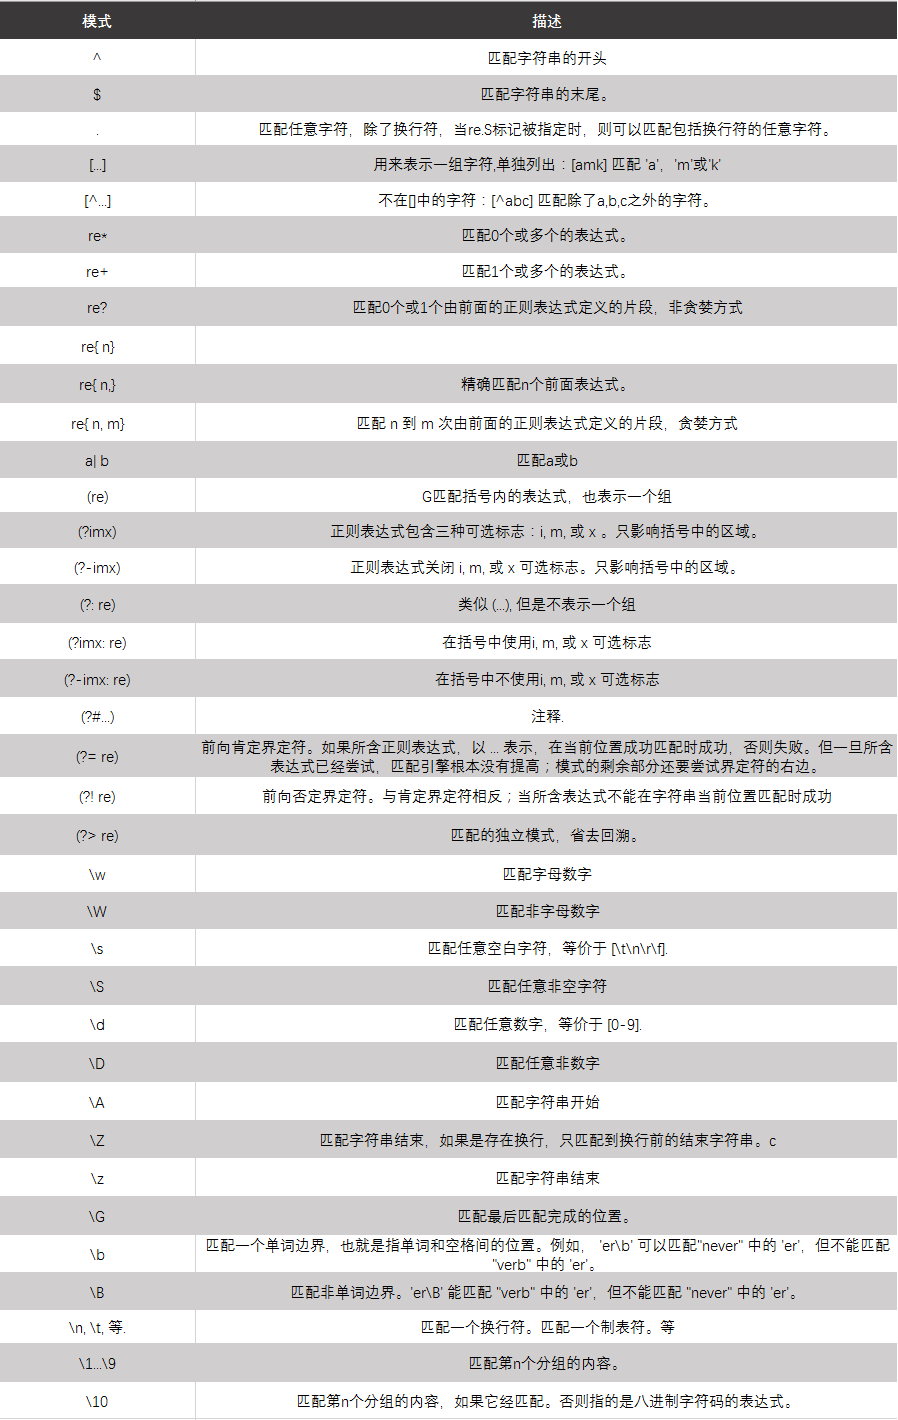 模式 描述
^ 匹配字符串的开头
$ 匹配字符串的末尾。
. 匹配任意字符，除了换行符，当re.S标记被指定时，则可以匹配包括换行符的任意字符。
[...] 用来表示一组字符,单独列出：[amk] 匹配 'a'，'m'或'k'
[^...] 不在[]中的字符：[^abc] 匹配除了a,b,c之外的字符。
re* 匹配0个或多个的表达式。
re+ 匹配1个或多个的表达式。
re? 匹配0个或1个由前面的正则表达式定义的片段，非贪婪方式
re{ n}
re{ n,} 精确匹配n个前面表达式。
re{ n, m} 匹配 n 到 m 次由前面的正则表达式定义的片段，贪婪方式
a| b 匹配a或b
(re) G匹配括号内的表达式，也表示一个组
(?imx) 正则表达式包含三种可选标志：i, m, 或 x 。只影响括号中的区域。
(?-imx) 正则表达式关闭 i, m, 或 x 可选标志。只影响括号中的区域。
(?: re) 类似 (...), 但是不表示一个组
(?imx: re) 在括号中使用i, m, 或 x 可选标志
(?-imx: re) 在括号中不使用i, m, 或 x 可选标志
(?#...) 注释.
(?= re) 前向肯定界定符。如果所含正则表达式，以 ... 表示，在当前位置成功匹配时成功，否则失败。但一旦所含
表达式已经尝试，匹配引擎根本没有提高；模式的剩余部分还要尝试界定符的右边。
(?! re) 前向否定界定符。与肯定界定符相反；当所含表达式不能在字符串当前位置匹配时成功
(?> re) 匹配的独立模式，省去回溯。
\w 匹配字母数字
\W 匹配非字母数字
\s 匹配任意空白字符，等价于 [\t\n\r\f].
\S 匹配任意非空字符
\d 匹配任意数字，等价于 [0-9].
\D 匹配任意非数字
\A 匹配字符串开始
\Z 匹配字符串结束，如果是存在换行，只匹配到换行前的结束字符串。c
\z 匹配字符串结束
\G 匹配最后匹配完成的位置。
\b 匹配一个单词边界，也就是指单词和空格间的位置。例如， 'er\b' 可以匹配"never" 中的 'er'，但不能匹配
"verb" 中的 'er'。
\B 匹配非单词边界。'er\B' 能匹配 "verb" 中的 'er'，但不能匹配 "never" 中的 'er'。
\n, \t, 等. 匹配一个换行符。匹配一个制表符。等
\1...\9 匹配第n个分组的内容。
\10 匹配第n个分组的内容，如果它经匹配。否则指的是八进制字符码的表达式。